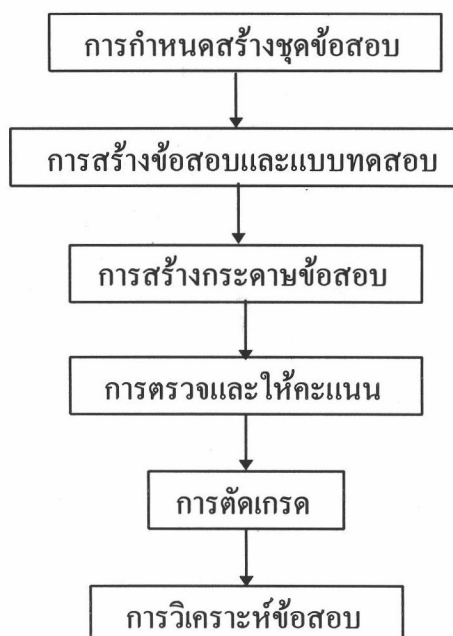 การกำหนดสร้างชุดข้อสอบ
การสร้างข้อสอบและแบบทดสอบ
การสร้างกระดาษข้อสอบ
การตรวจและให้คะแนน
การตัดเกรด
การวิเคราะห์ข้อสอบ